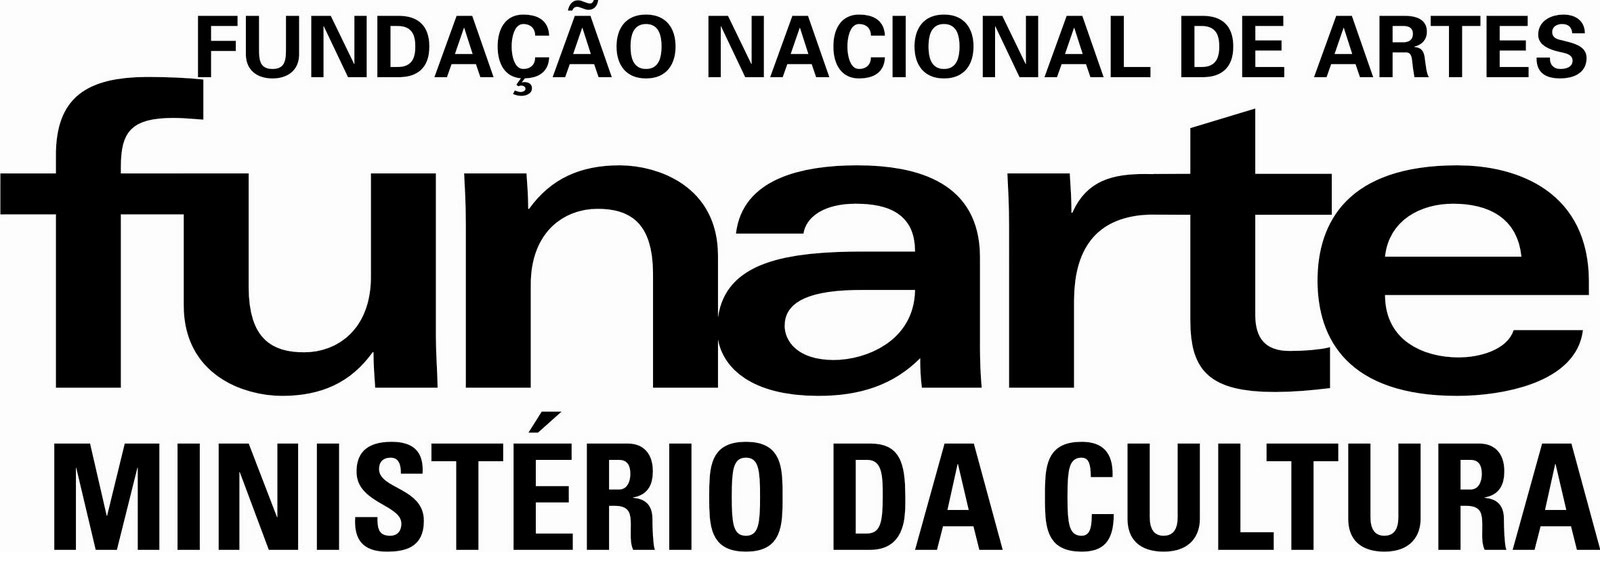 FUNDAÇÃO NACIONAL DE ARTES
funarte
MINISTÉRIO DA CULTURA